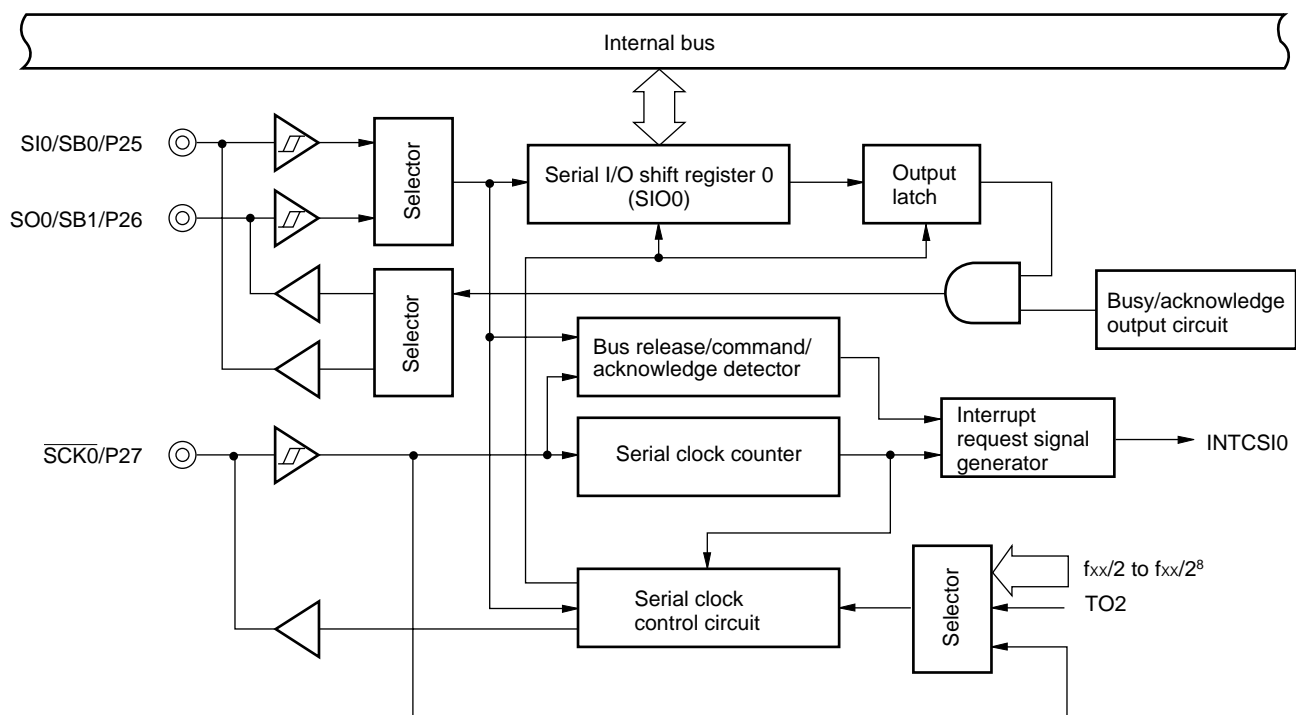 Internal bus
SI0/SB0/P25
SO0/SB1/P26
Selector
Serial I/O shift register 0
(SIO0)
Output
latch
Selector
Busy/acknowledge
output circuit
Bus release/command/
acknowledge detector
SCK0/P27
Serial clock counter
Interrupt
request signal
generator
INTCSI0
Serial clock
control circuit
Selector
fxx/2 to fxx/2⁸
TO2